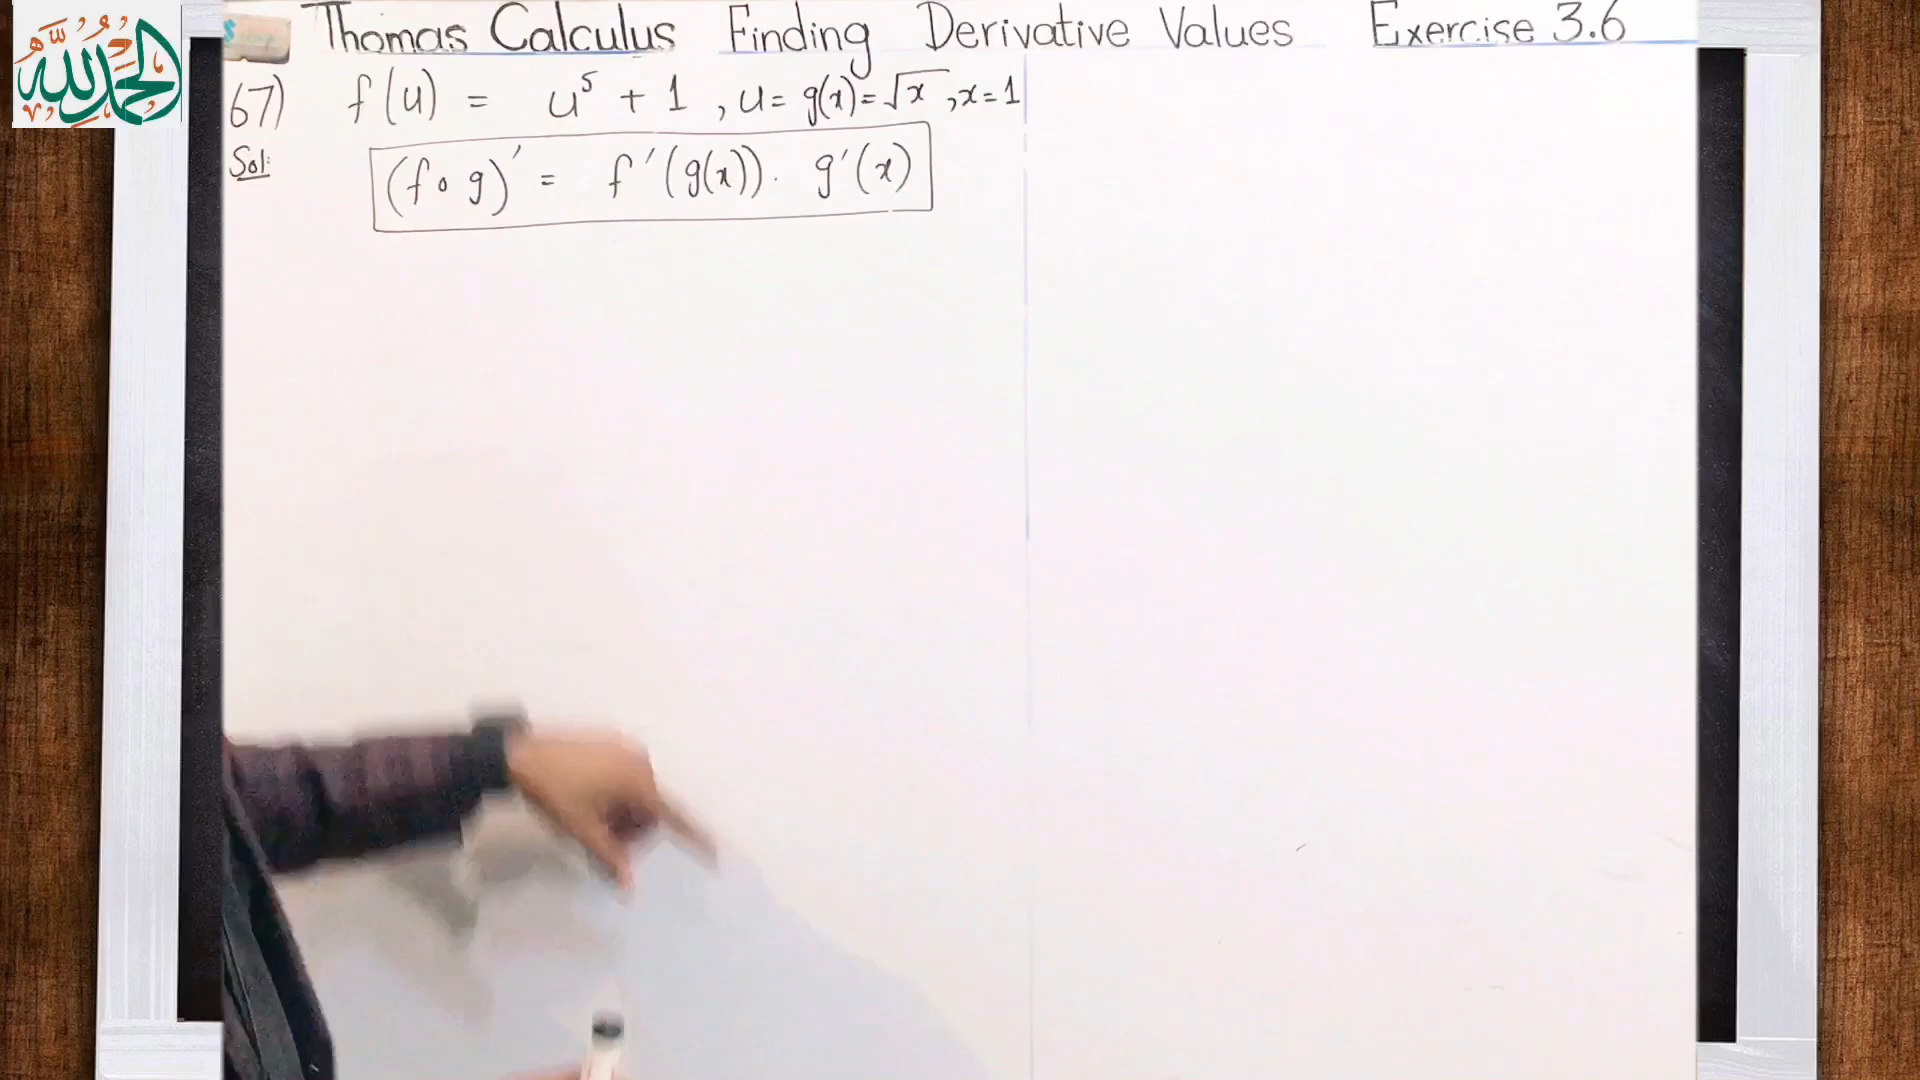 الحمد لله
Thomas Calculus Finding Derivative Values Exercise 3.6
67) f(u) = u⁵ + 1 , u = g(x) = √x , x = 1
Sol:
(f ∘ g)′ = f′(g(x)) · g′(x)